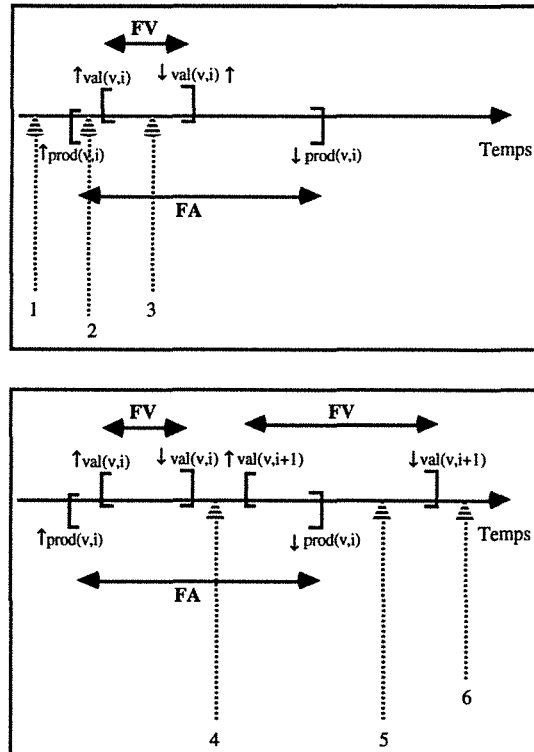 FV
↑val(v,i) ↓val(v,i) ↑
↑prod(v,i) ↓prod(v,i) Temps
FA
1 2 3
FV FV
↑val(v,i) ↓val(v,i) ↑val(v,i+1) ↓val(v,i+1)
↑prod(v,i) ↓prod(v,i) Temps
FA
6
4 5